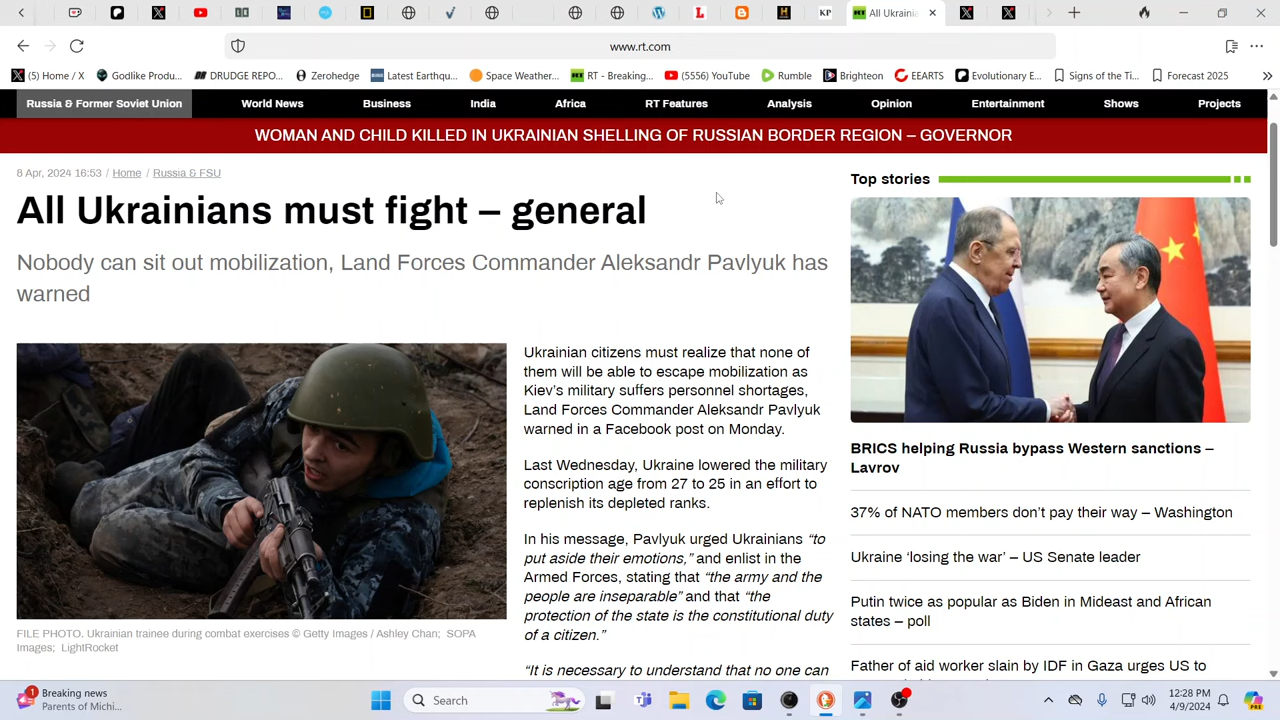 All Ukrainia
www.rt.com
(5) Home / X
Godlike Produ...
DRUDGE REPO...
Zerohedge
Latest Earthqu...
Space Weather...
RT - Breaking...
(5556) YouTube
Rumble
Brighteon
EEARTS
Evolutionary E...
Signs of the Ti...
Forecast 2025
Russia & Former Soviet Union
World News
Business
India
Africa
RT Features
Analysis
Opinion
Entertainment
Shows
Projects
WOMAN AND CHILD KILLED IN UKRAINIAN SHELLING OF RUSSIAN BORDER REGION – GOVERNOR
8 Apr, 2024 16:53 / Home / Russia & FSU
All Ukrainians must fight – general
Nobody can sit out mobilization, Land Forces Commander Aleksandr Pavlyuk has
warned
FILE PHOTO. Ukrainian trainee during combat exercises © Getty Images / Ashley Chan; SOPA
Images; LightRocket
Ukrainian citizens must realize that none of
them will be able to escape mobilization as
Kiev's military suffers personnel shortages,
Land Forces Commander Aleksandr Pavlyuk
warned in a Facebook post on Monday.
Last Wednesday, Ukraine lowered the military
conscription age from 27 to 25 in an effort to
replenish its depleted ranks.
In his message, Pavlyuk urged Ukrainians “to
put aside their emotions,” and enlist in the
Armed Forces, stating that “the army and the
people are inseparable” and that “the
protection of the state is the constitutional duty
of a citizen.”
“It is necessary to understand that no one can
Top stories
BRICS helping Russia bypass Western sanctions –
Lavrov
37% of NATO members don't pay their way – Washington
Ukraine ‘losing the war’ – US Senate leader
Putin twice as popular as Biden in Mideast and African
states – poll
Father of aid worker slain by IDF in Gaza urges US to
1
Breaking news
Parents of Michi...
Search
12:28 PM
4/9/2024
PRE